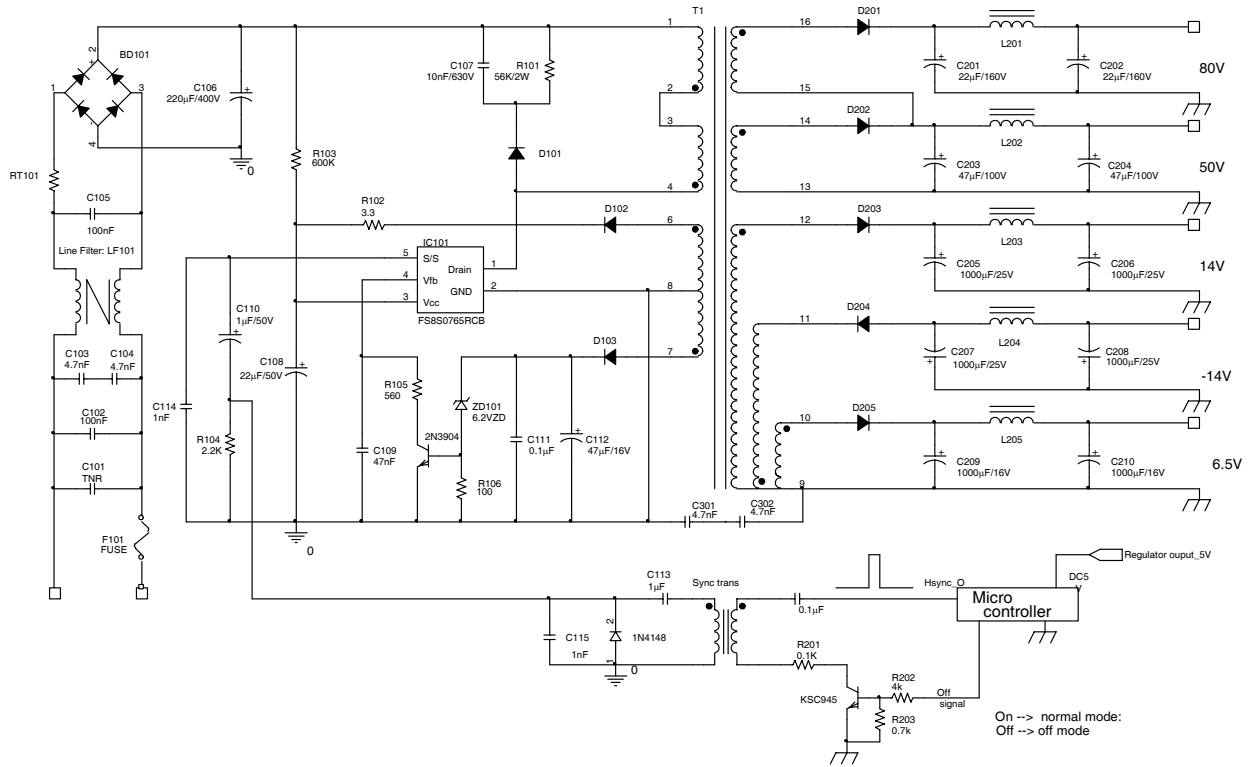 T1
1
16
D201
L201
C201
22µF/160V
C202
22µF/160V
80V
2
BD101
+
1
3
-
4
C106
220µF/400V
+
0
C107
10nF/630V
R101
56K/2W
2
15
3
14
D202
L202
C203
47µF/100V
C204
47µF/100V
50V
R103
600K
D101
RT101
C105
100nF
4
13
R102
3.3
D102
6
12
D203
L203
C205
1000µF/25V
C206
1000µF/25V
14V
Line Filter: LF101
IC101
5
S/S
4
Vfb
3
Vcc
Drain
1
GND
2
FS8S0765RCB
8
C110
1µF/50V
11
D204
L204
C207
1000µF/25V
C208
1000µF/25V
-14V
C103
4.7nF
C104
4.7nF
C108
22µF/50V
D103
7
R105
560
ZD101
6.2VZD
C114
1nF
C102
100nF
R104
2.2K
2N3904
C109
47nF
R106
100
C111
0.1µF
C112
47µF/16V
10
D205
L205
C209
1000µF/16V
C210
1000µF/16V
6.5V
C101
TNR
9
C301
4.7nF
C302
4.7nF
F101
FUSE
0
Regulator ouput_5V
C113
1µF
Sync trans
0.1µF
Hsync_O
DC5
V
Micro
controller
C115
1nF
2
1
1N4148
0
R201
0.1K
KSC945
R202
4k
Off
signal
R203
0.7k
On --> normal mode:
Off --> off mode